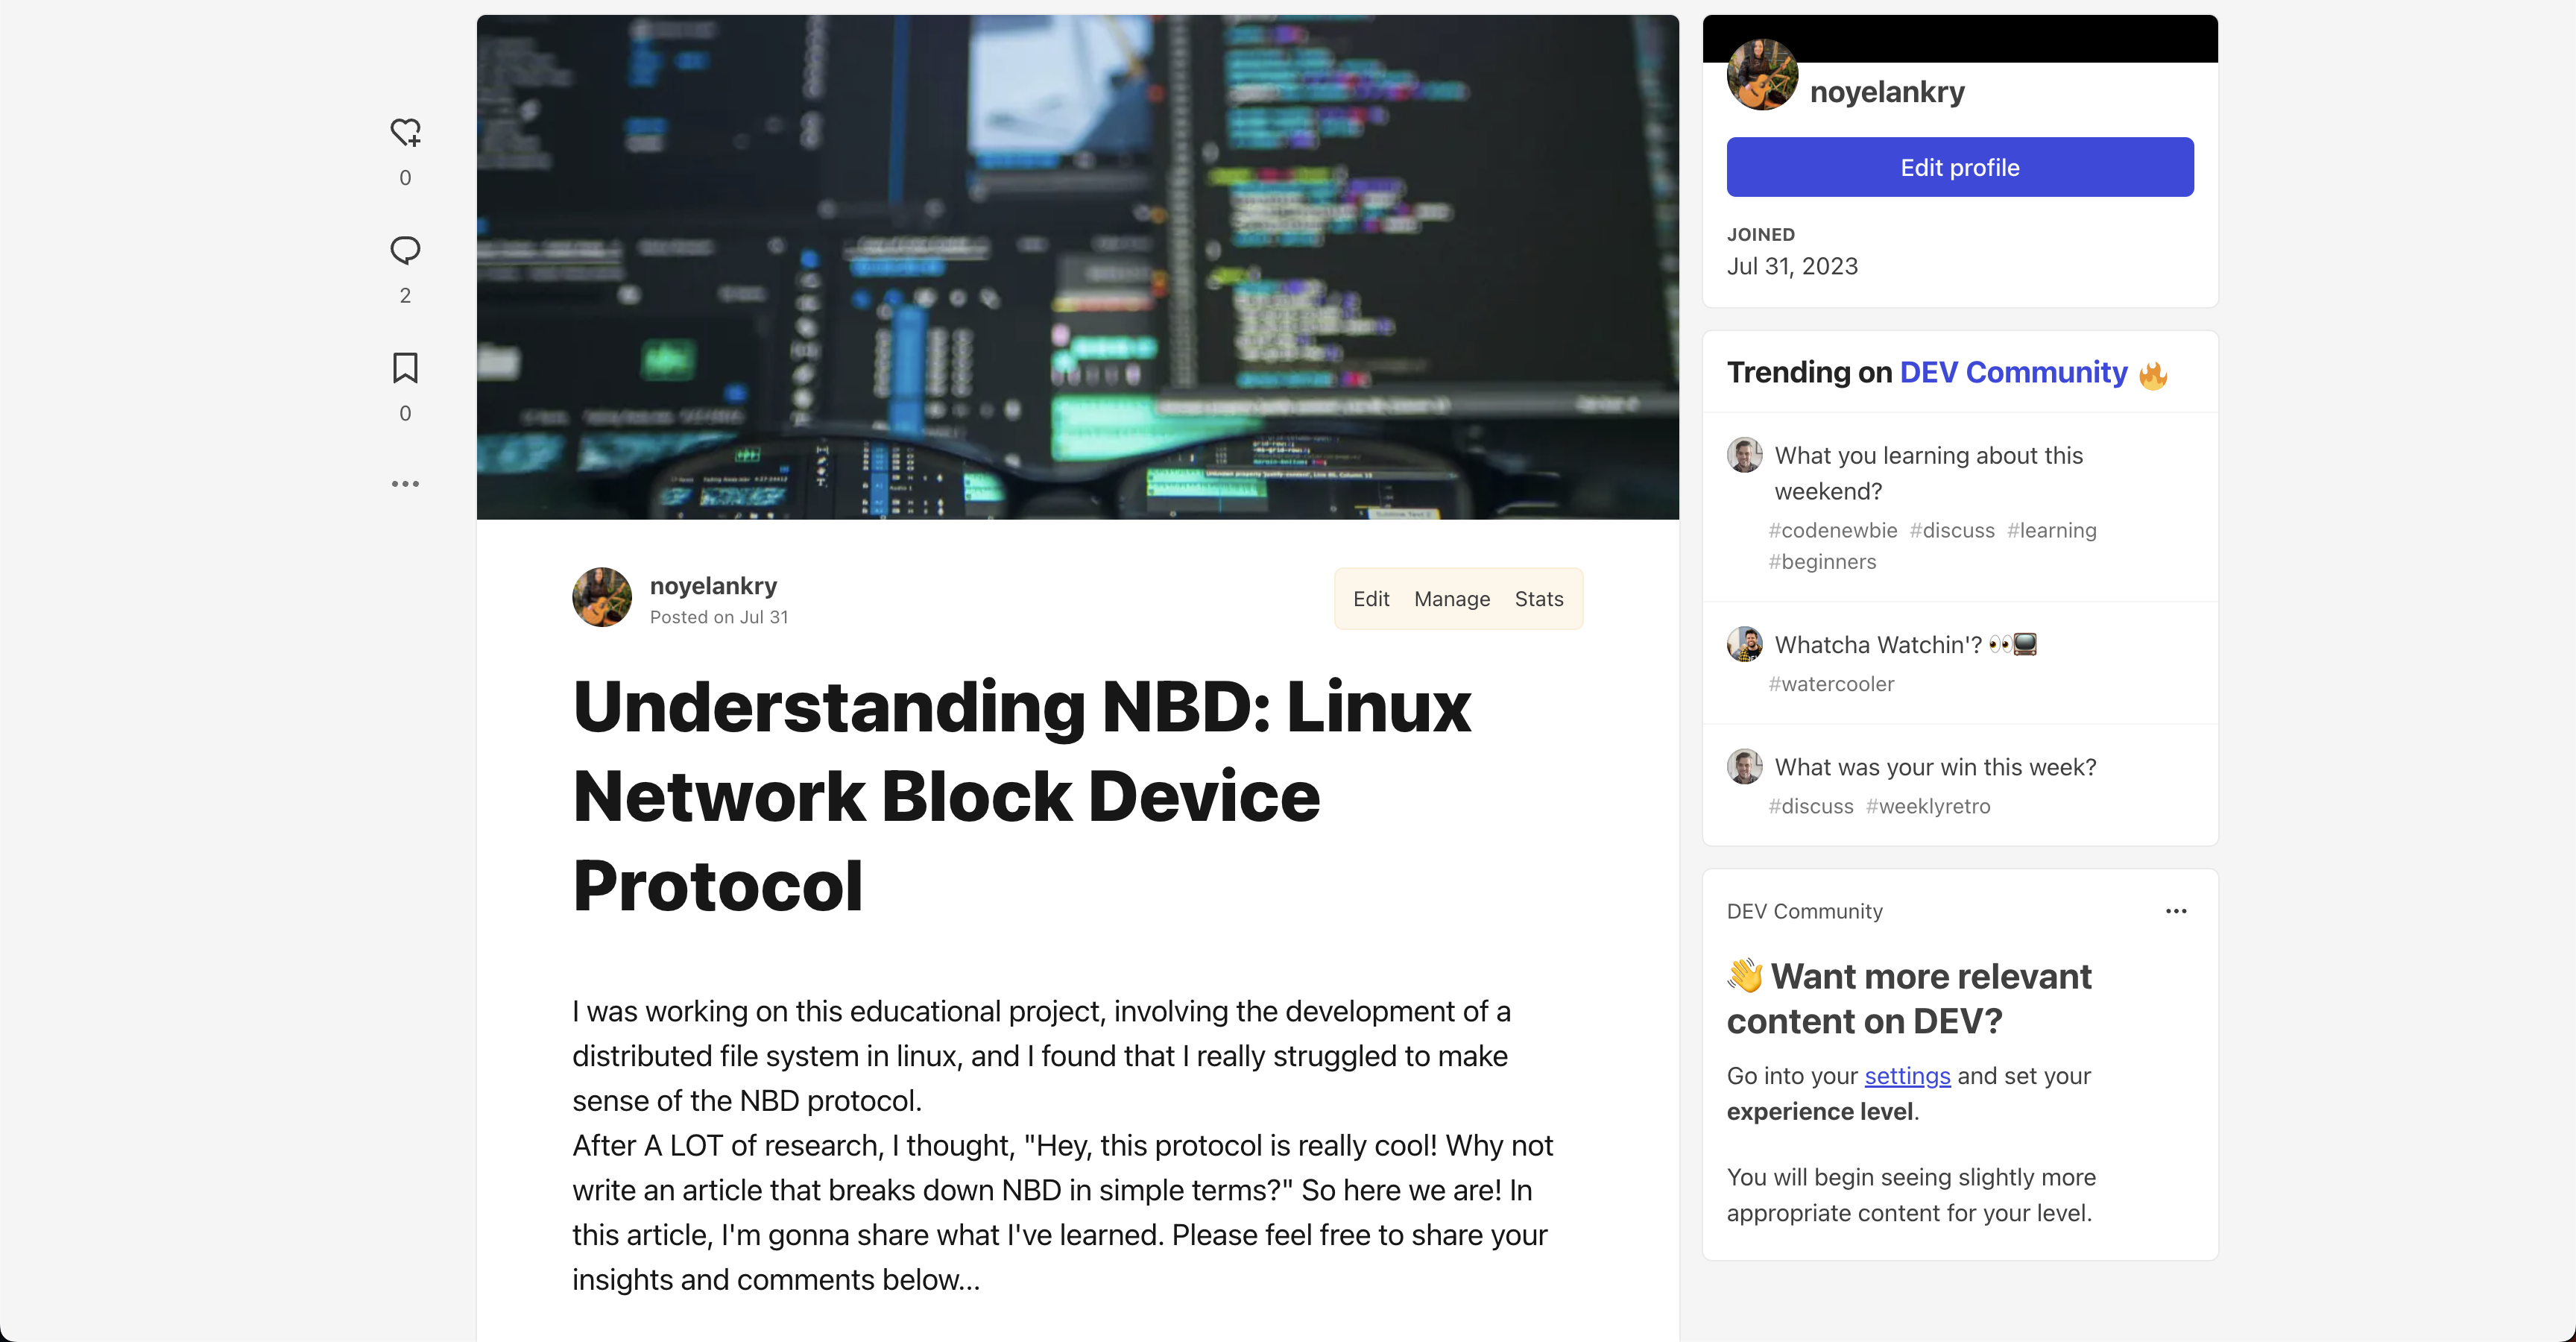 0
2
0
noyelankry
Posted on Jul 31
Edit Manage Stats
Understanding NBD: Linux
Network Block Device
Protocol
I was working on this educational project, involving the development of a
distributed file system in linux, and I found that I really struggled to make
sense of the NBD protocol.
After A LOT of research, I thought, "Hey, this protocol is really cool! Why not
write an article that breaks down NBD in simple terms?" So here we are! In
this article, I'm gonna share what I've learned. Please feel free to share your
insights and comments below...
noyelankry
Edit profile
JOINED
Jul 31, 2023
Trending on DEV Community 🔥
What you learning about this
weekend?
#codenewbie #discuss #learning
#beginners
Whatcha Watchin'? 👀📺
#watercooler
What was your win this week?
#discuss #weeklyretro
DEV Community
👋 Want more relevant
content on DEV?
Go into your settings and set your
experience level.
You will begin seeing slightly more
appropriate content for your level.